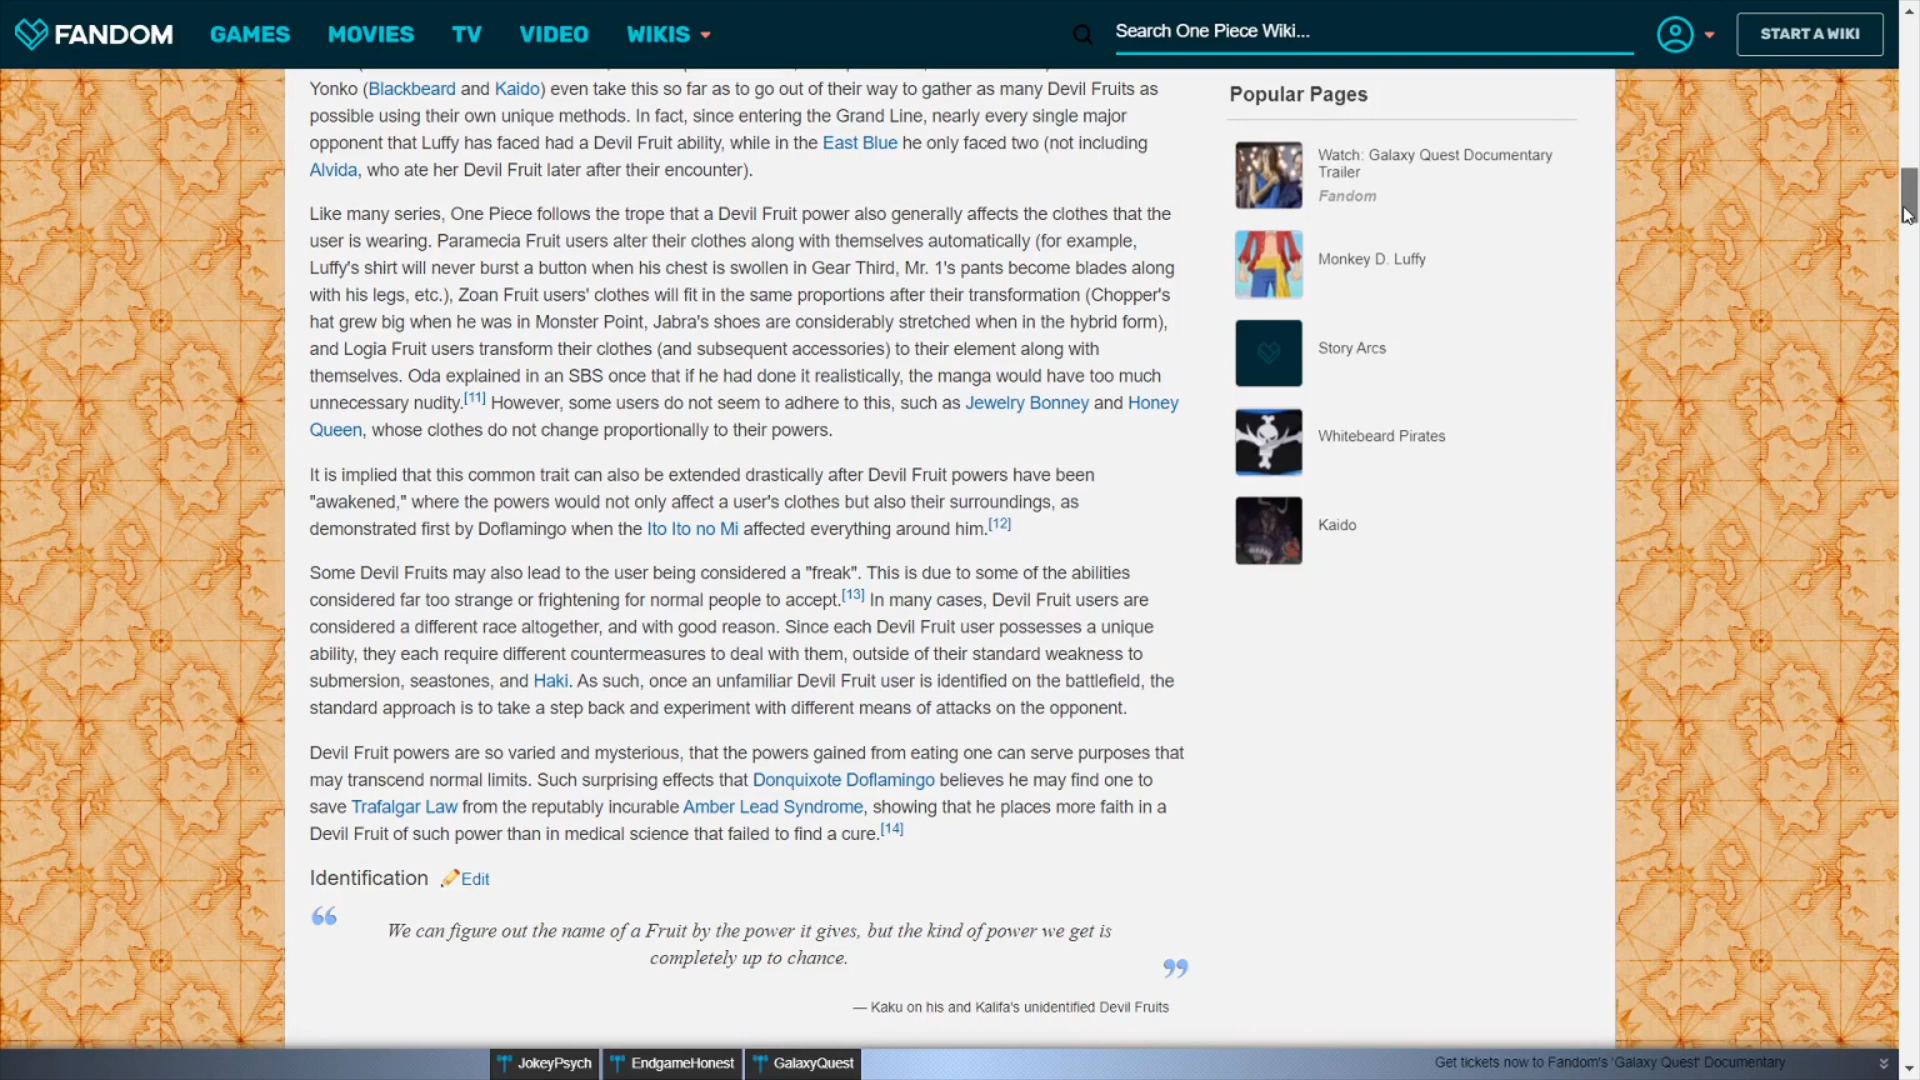 FANDOM GAMES MOVIES TV VIDEO WIKIS Search One Piece Wiki... START A WIKI
Yonko (Blackbeard and Kaido) even take this so far as to go out of their way to gather as many Devil Fruits as
possible using their own unique methods. In fact, since entering the Grand Line, nearly every single major
opponent that Luffy has faced had a Devil Fruit ability, while in the East Blue he only faced two (not including
Alvida, who ate her Devil Fruit later after their encounter).
Like many series, One Piece follows the trope that a Devil Fruit power also generally affects the clothes that the
user is wearing. Paramecia Fruit users alter their clothes along with themselves automatically (for example,
Luffy's shirt will never burst a button when his chest is swollen in Gear Third, Mr. 1's pants become blades along
with his legs, etc.), Zoan Fruit users' clothes will fit in the same proportions after their transformation (Chopper's
hat grew big when he was in Monster Point, Jabra's shoes are considerably stretched when in the hybrid form),
and Logia Fruit users transform their clothes (and subsequent accessories) to their element along with
themselves. Oda explained in an SBS once that if he had done it realistically, the manga would have too much
unnecessary nudity.[11] However, some users do not seem to adhere to this, such as Jewelry Bonney and Honey
Queen, whose clothes do not change proportionally to their powers.
It is implied that this common trait can also be extended drastically after Devil Fruit powers have been
"awakened," where the powers would not only affect a user's clothes but also their surroundings, as
demonstrated first by Doflamingo when the Ito Ito no Mi affected everything around him.[12]
Some Devil Fruits may also lead to the user being considered a "freak". This is due to some of the abilities
considered far too strange or frightening for normal people to accept.[13] In many cases, Devil Fruit users are
considered a different race altogether, and with good reason. Since each Devil Fruit user possesses a unique
ability, they each require different countermeasures to deal with them, outside of their standard weakness to
submersion, seastones, and Haki. As such, once an unfamiliar Devil Fruit user is identified on the battlefield, the
standard approach is to take a step back and experiment with different means of attacks on the opponent.
Devil Fruit powers are so varied and mysterious, that the powers gained from eating one can serve purposes that
may transcend normal limits. Such surprising effects that Donquixote Doflamingo believes he may find one to
save Trafalgar Law from the reputably incurable Amber Lead Syndrome, showing that he places more faith in a
Devil Fruit of such power than in medical science that failed to find a cure.[14]
Identification Edit
“ We can figure out the name of a Fruit by the power it gives, but the kind of power we get is
completely up to chance. ”
— Kaku on his and Kalifa's unidentified Devil Fruits
Popular Pages
Watch: Galaxy Quest Documentary
Trailer
Fandom
Monkey D. Luffy
Story Arcs
Whitebeard Pirates
Kaido
JokeyPsych EndgameHonest GalaxyQuest Get tickets now to Fandom's 'Galaxy Quest' Documentary